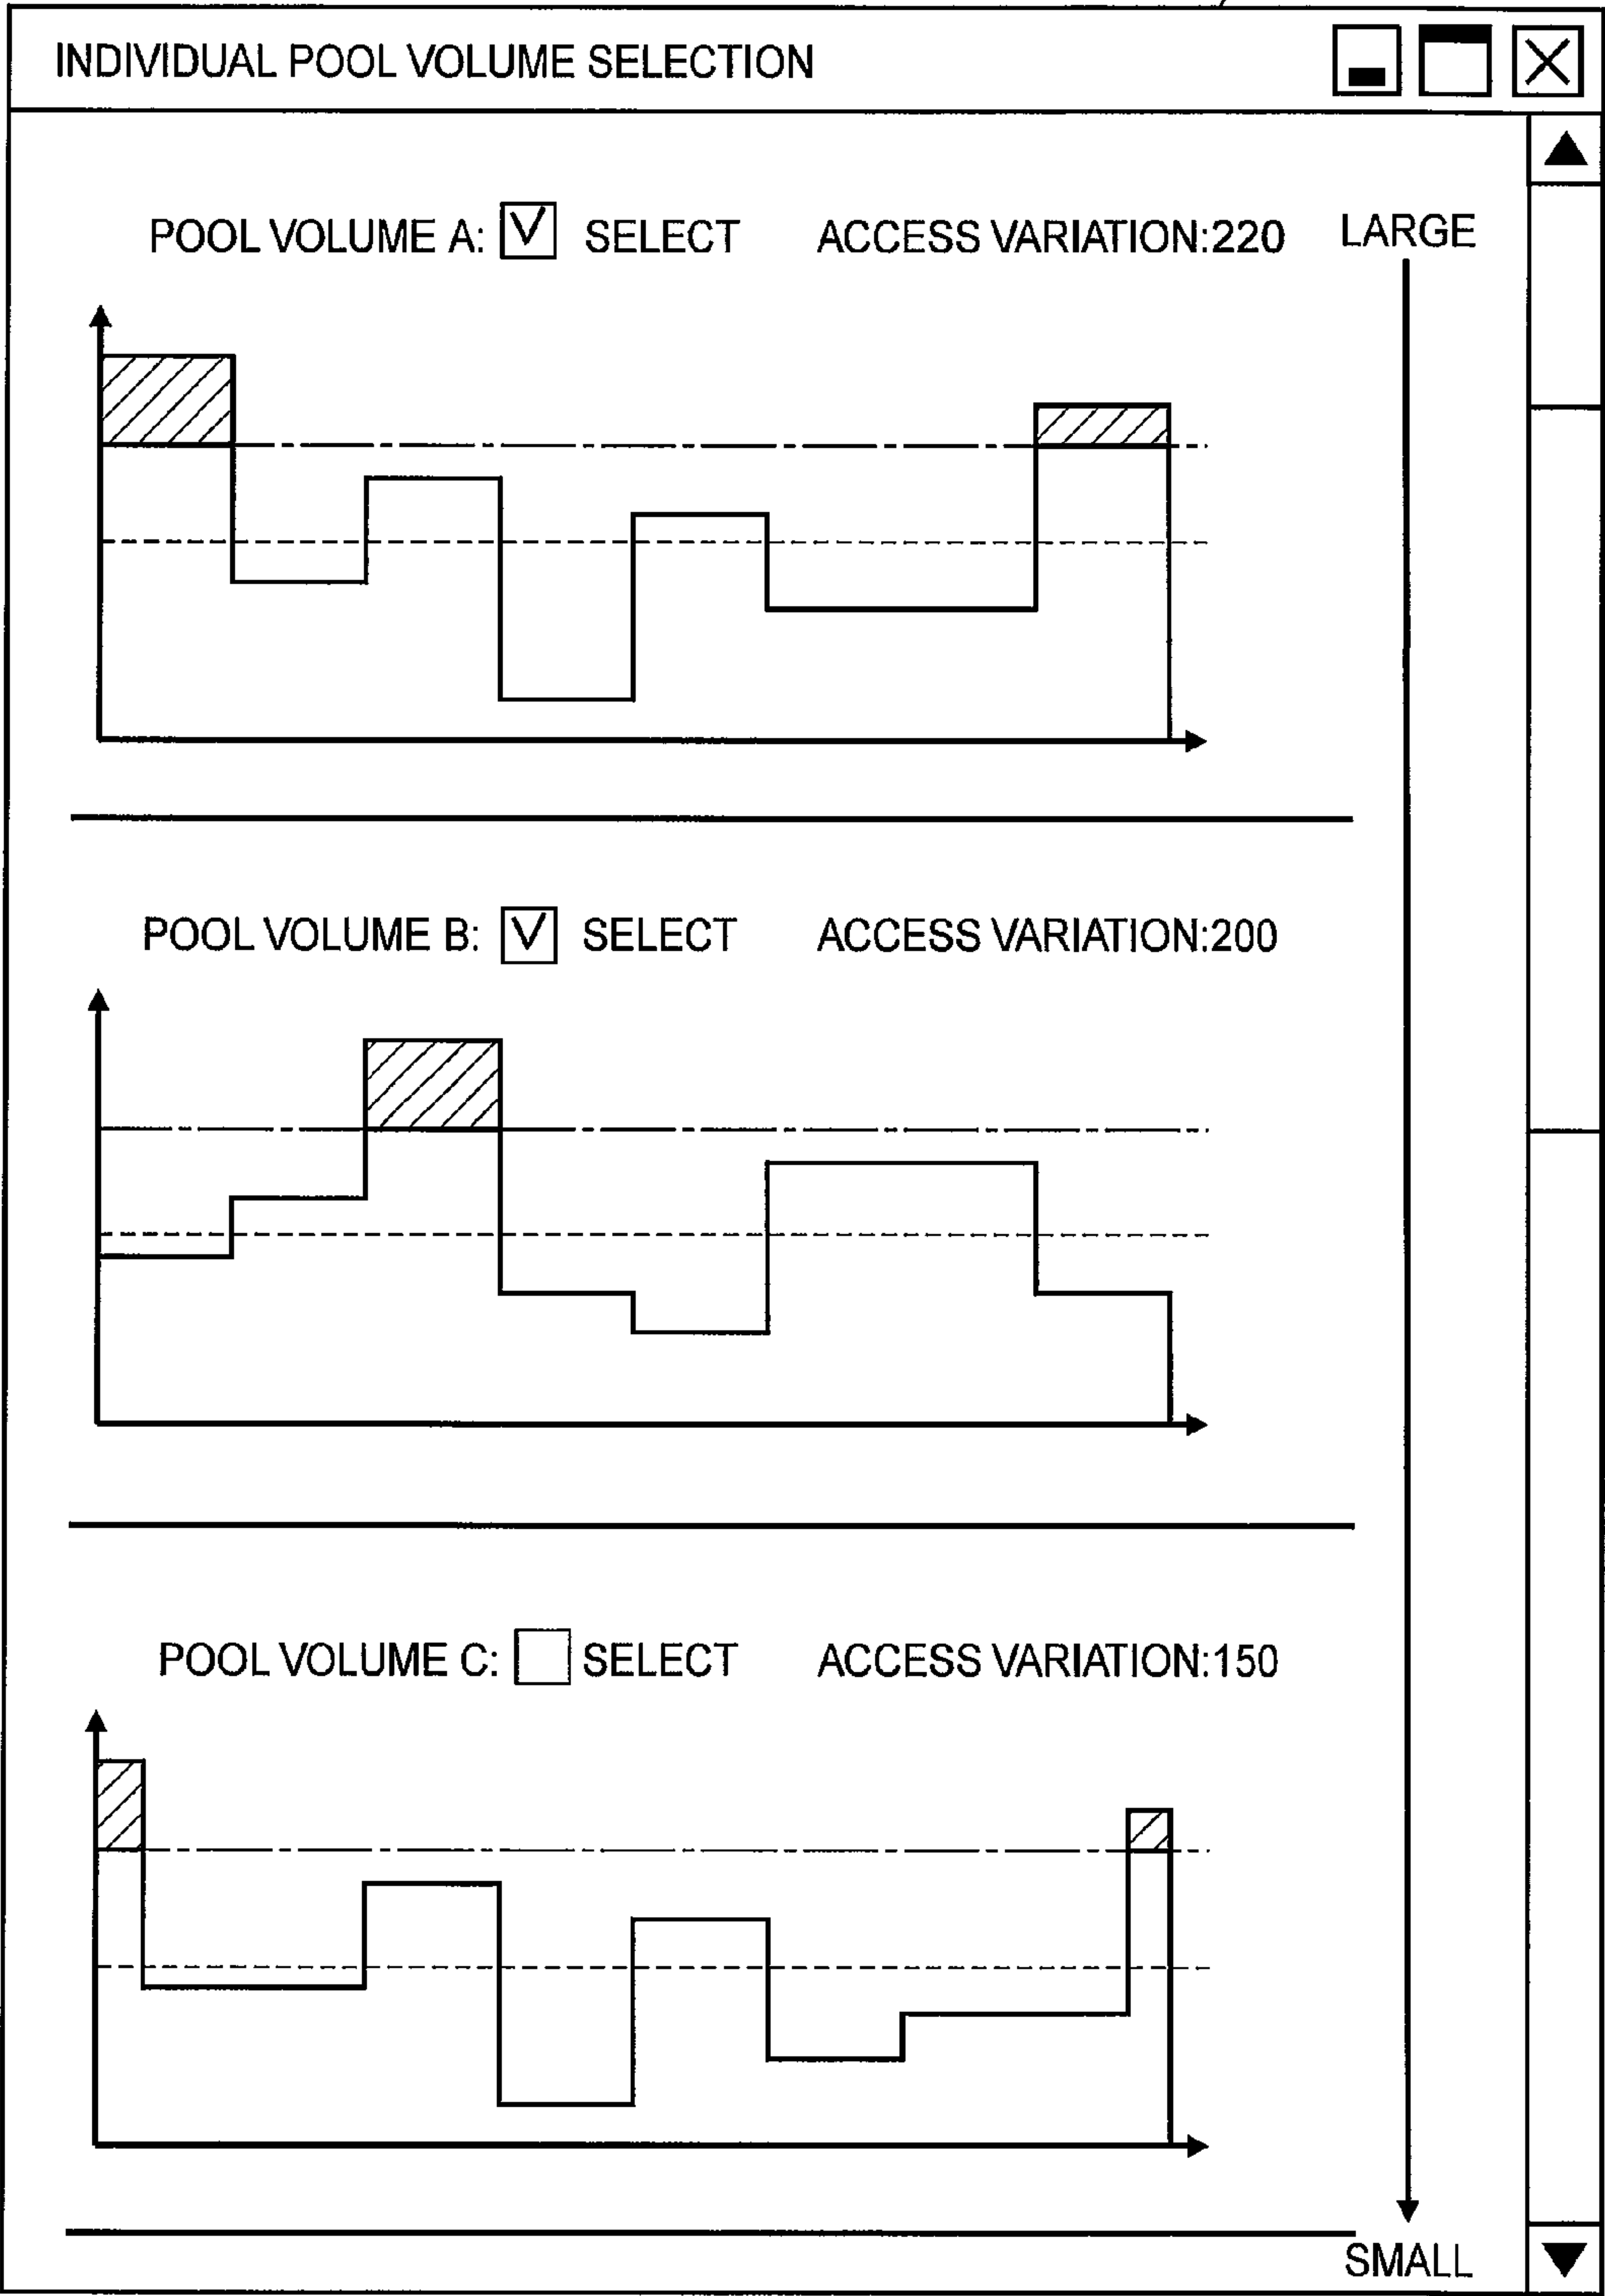 INDIVIDUAL POOL VOLUME SELECTION
POOL VOLUME A: SELECT ACCESS VARIATION:220 LARGE
POOL VOLUME B: SELECT ACCESS VARIATION:200
POOL VOLUME C: SELECT ACCESS VARIATION:150
SMALL